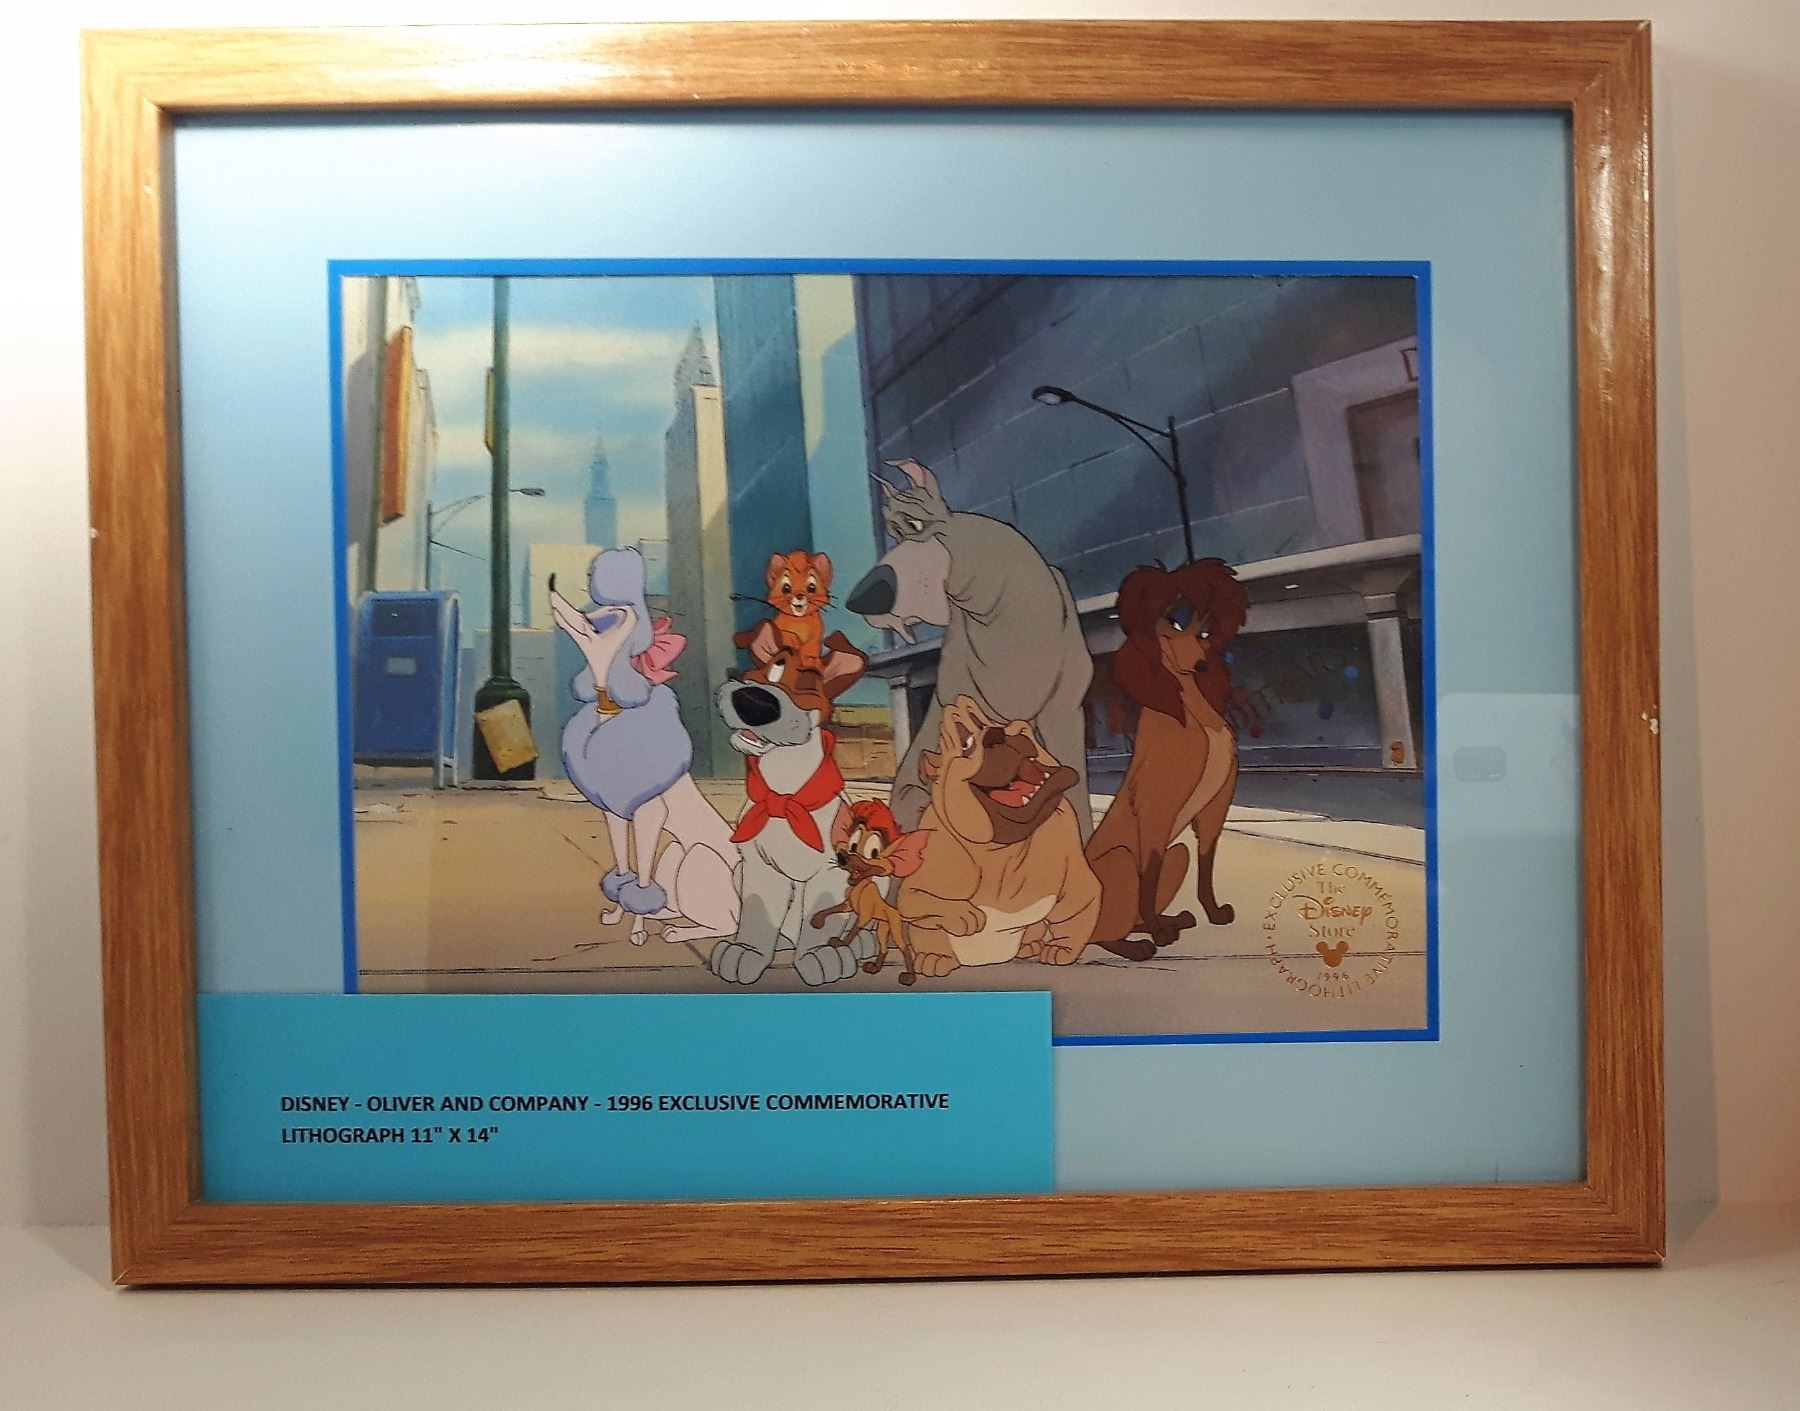 EXCLUSIVE COMMEMORATIVE LITHOGRAPH •
The
Disney
Store
1996
DISNEY - OLIVER AND COMPANY - 1996 EXCLUSIVE COMMEMORATIVE
LITHOGRAPH 11" X 14"